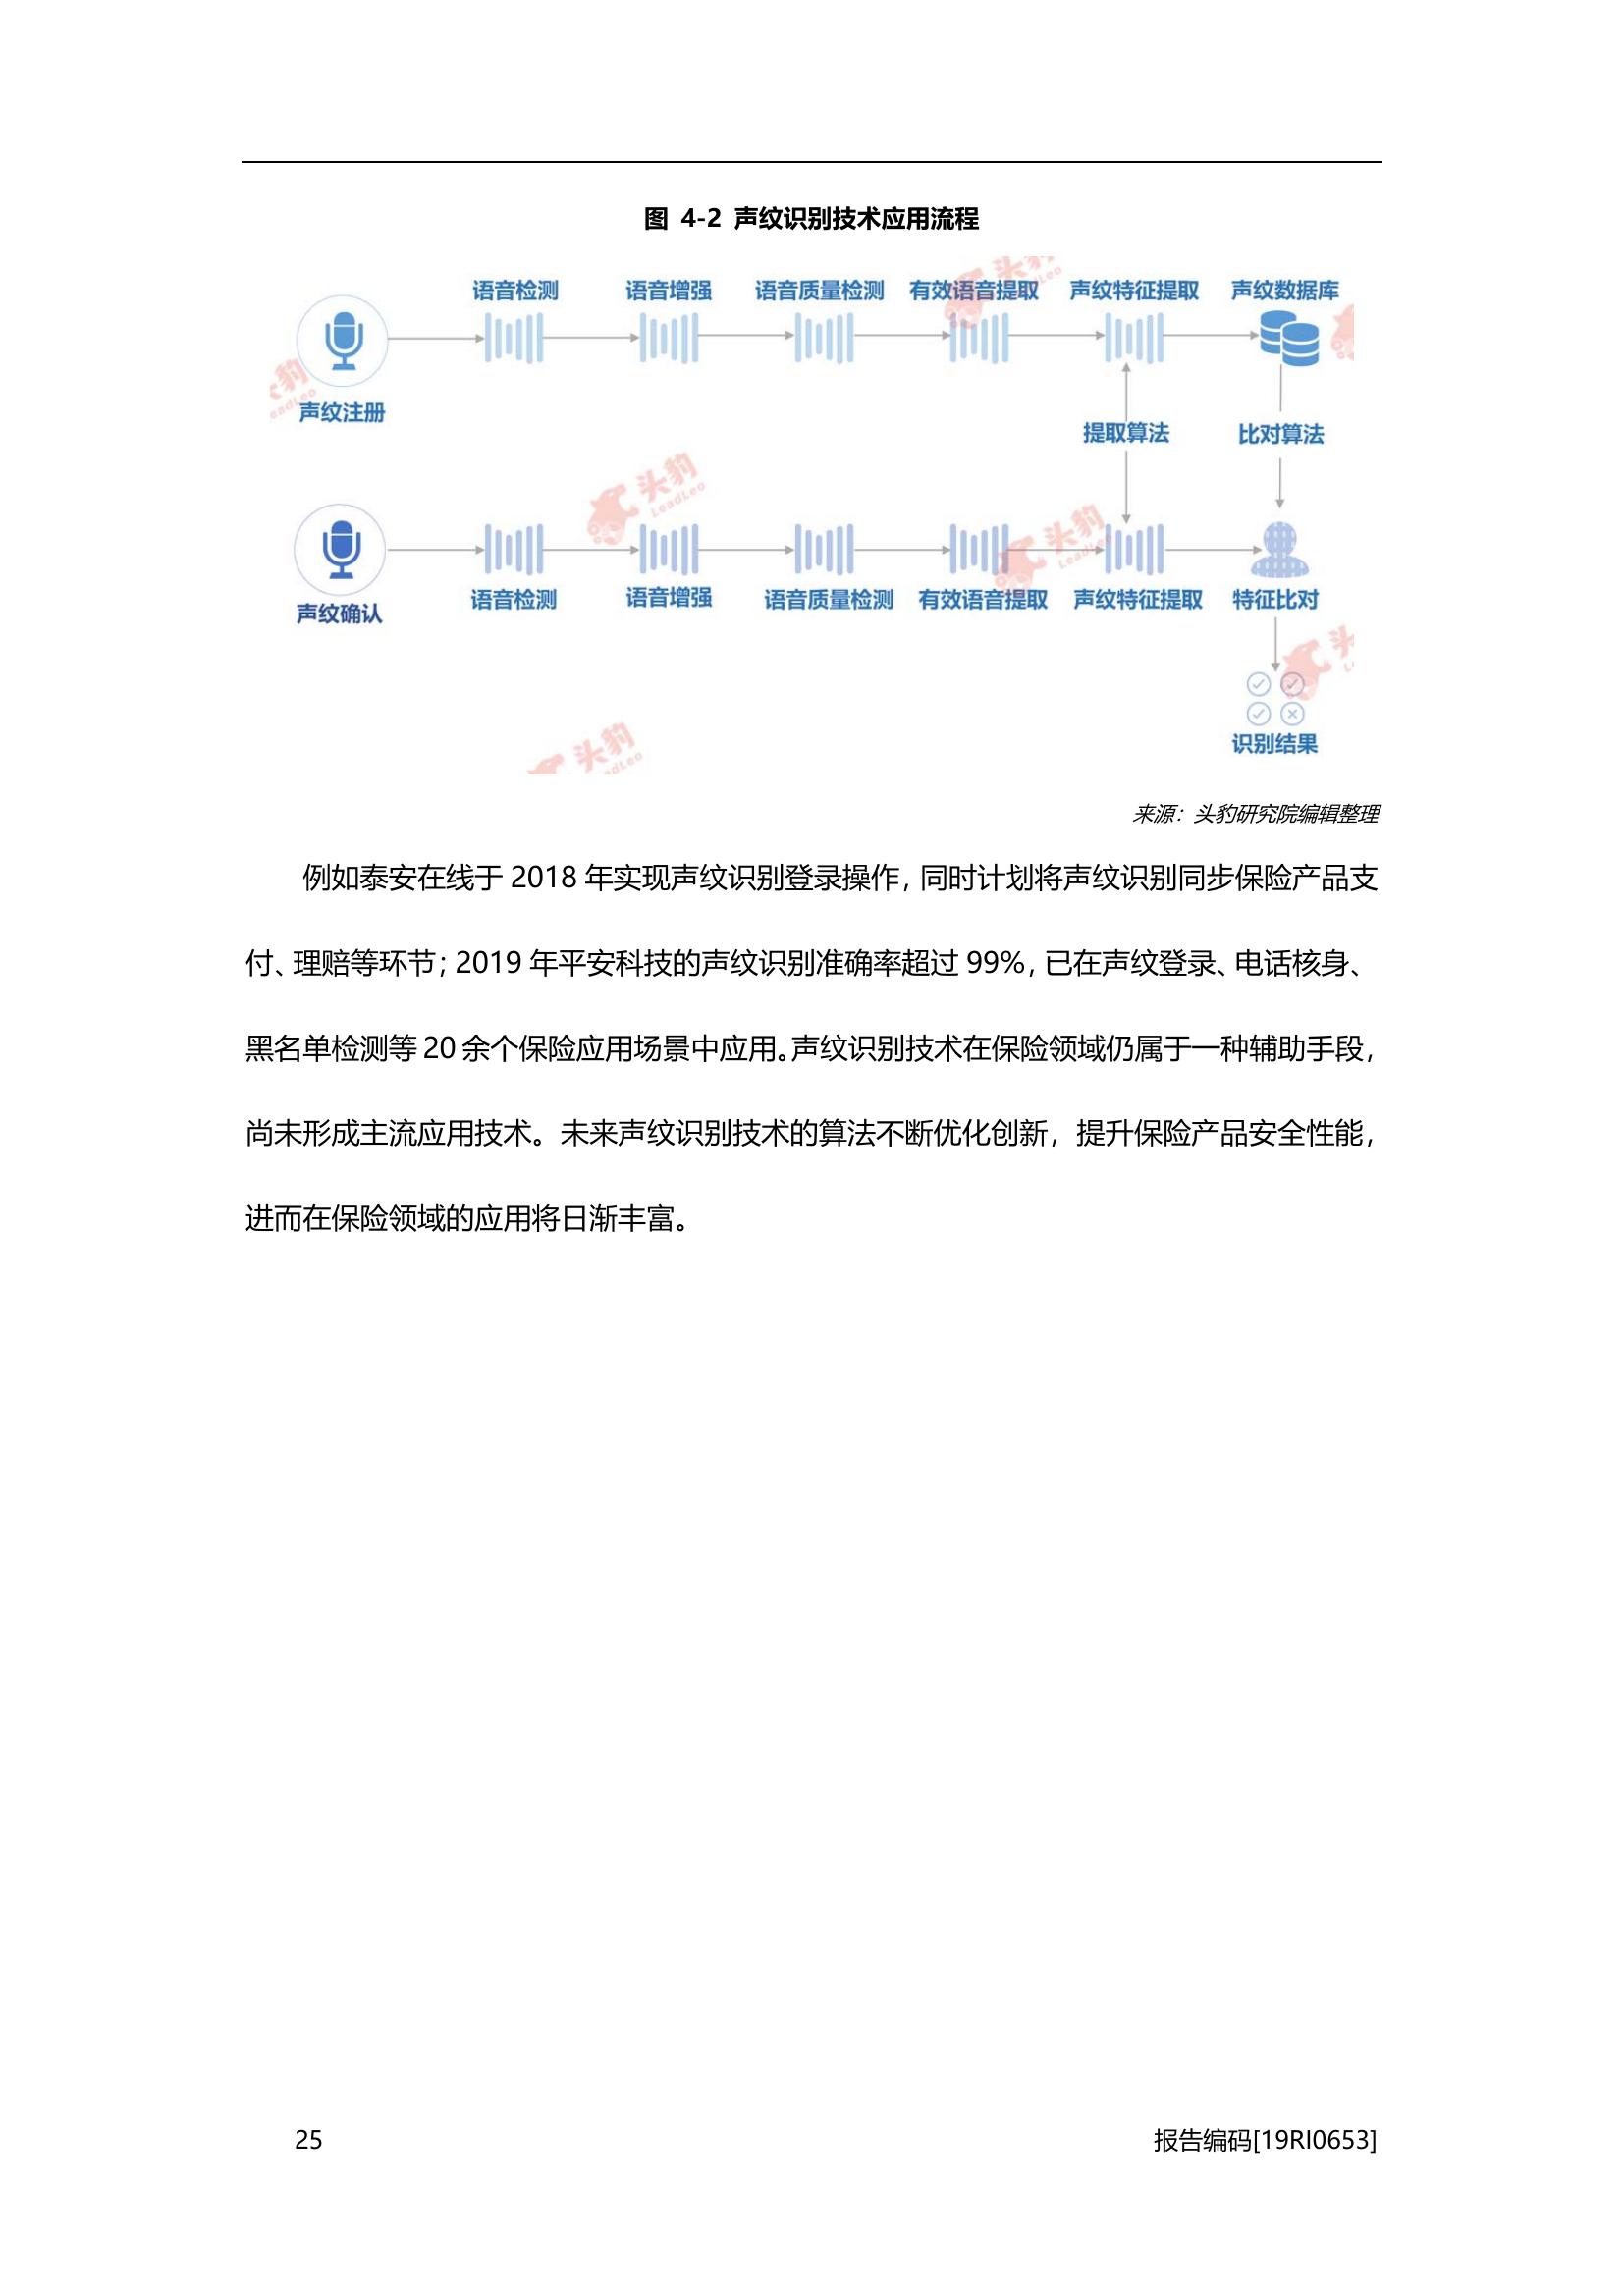 图 4-2 声纹识别技术应用流程
语音检测 语音增强 语音质量检测 有效语音提取 声纹特征提取 声纹数据库
声纹注册
提取算法 比对算法
声纹确认
语音检测 语音增强 语音质量检测 有效语音提取 声纹特征提取 特征比对
识别结果
头豹
LeadLeo
头豹
LeadLeo
来源：头豹研究院编辑整理
例如泰安在线于 2018 年实现声纹识别登录操作，同时计划将声纹识别同步保险产品支
付、理赔等环节；2019 年平安科技的声纹识别准确率超过 99%，已在声纹登录、电话核身、
黑名单检测等 20 余个保险应用场景中应用。声纹识别技术在保险领域仍属于一种辅助手段，
尚未形成主流应用技术。未来声纹识别技术的算法不断优化创新，提升保险产品安全性能，
进而在保险领域的应用将日渐丰富。
25 报告编码[19RI0653]